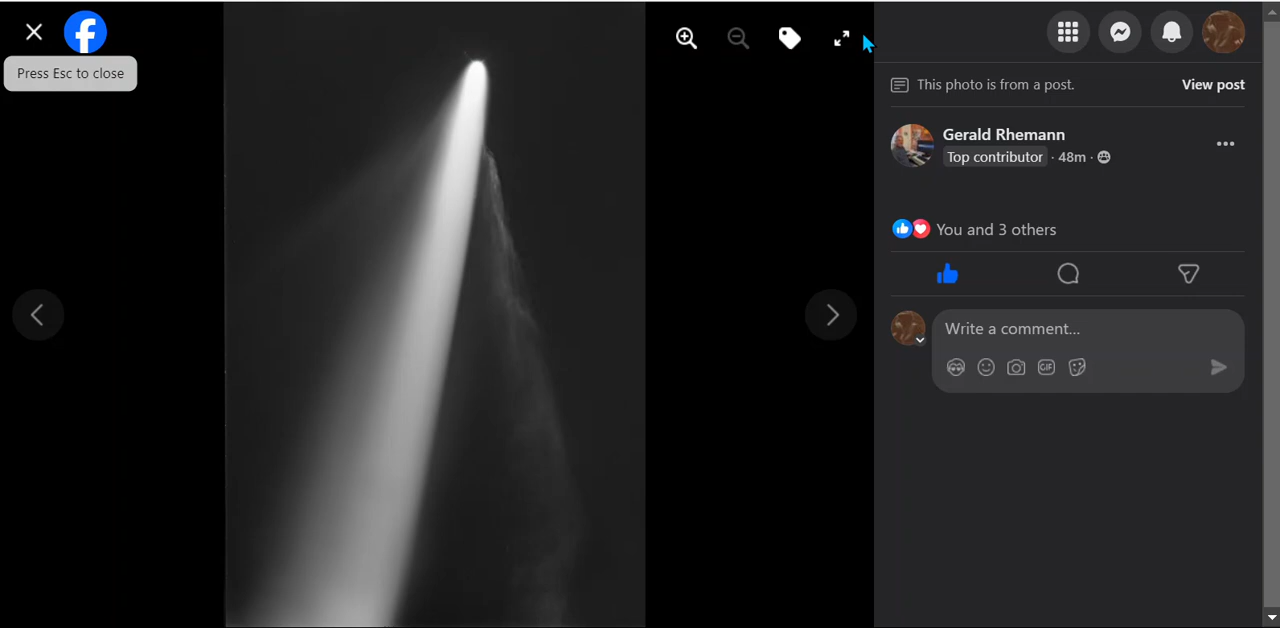 Press Esc to close
This photo is from a post.
View post
Gerald Rhemann
Top contributor · 48m ·
You and 3 others
Write a comment...
GIF